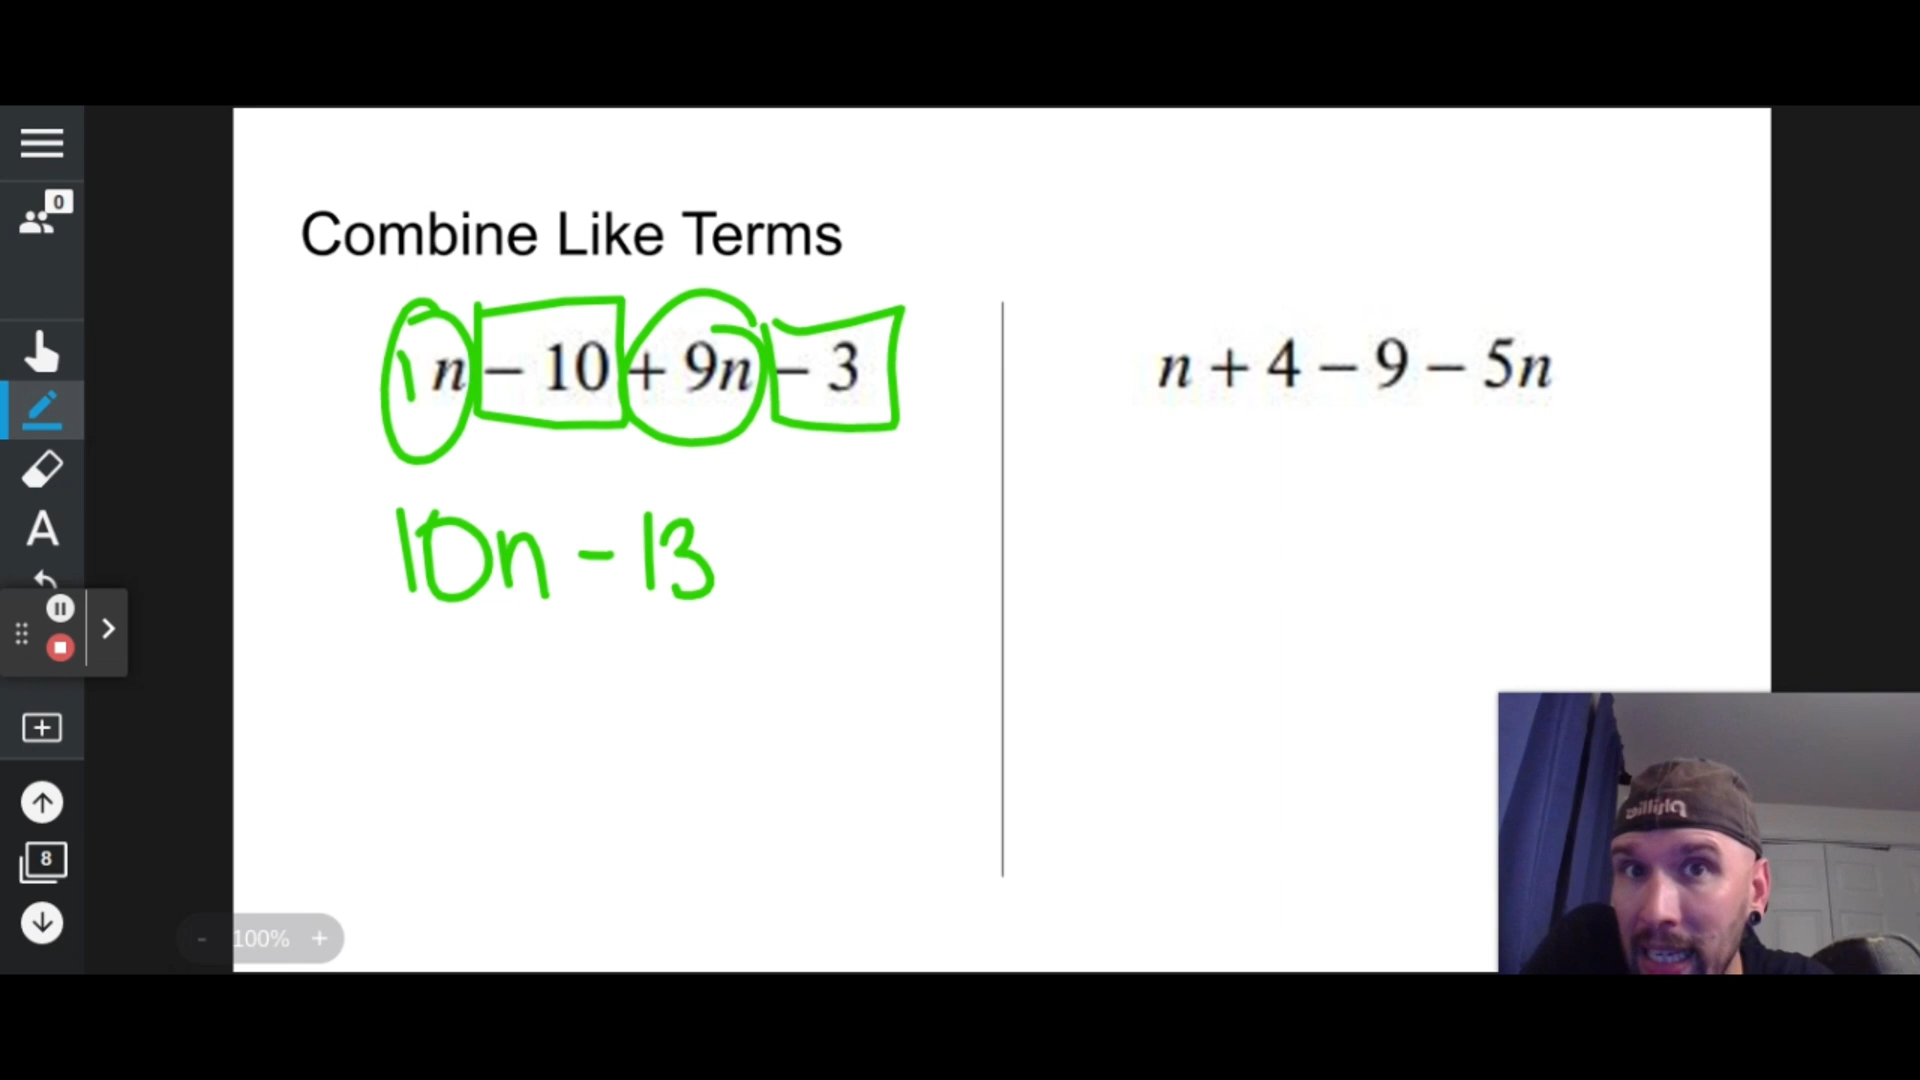 0
Combine Like Terms
1n – 10 + 9n – 3
10n – 13
n + 4 – 9 – 5n
A
8
- 100% +